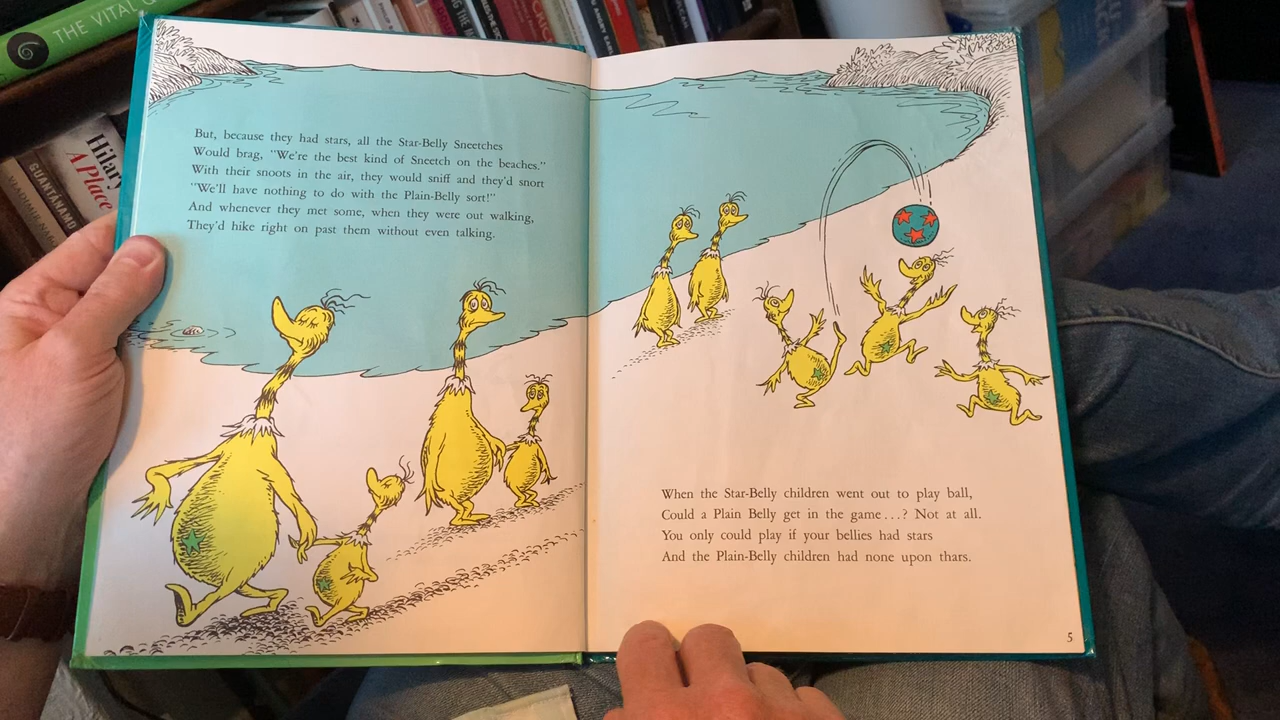 THE VITAL
Hilary
A Place
GUANTÁNAMO
But, because they had stars, all the Star-Belly Sneetches
Would brag, "We're the best kind of Sneetch on the beaches."
With their snoots in the air, they would sniff and they'd snort
"We'll have nothing to do with the Plain-Belly sort!"
And whenever they met some, when they were out walking,
They'd hike right on past them without even talking.
When the Star-Belly children went out to play ball,
Could a Plain Belly get in the game...? Not at all.
You only could play if your bellies had stars
And the Plain-Belly children had none upon thars.
5